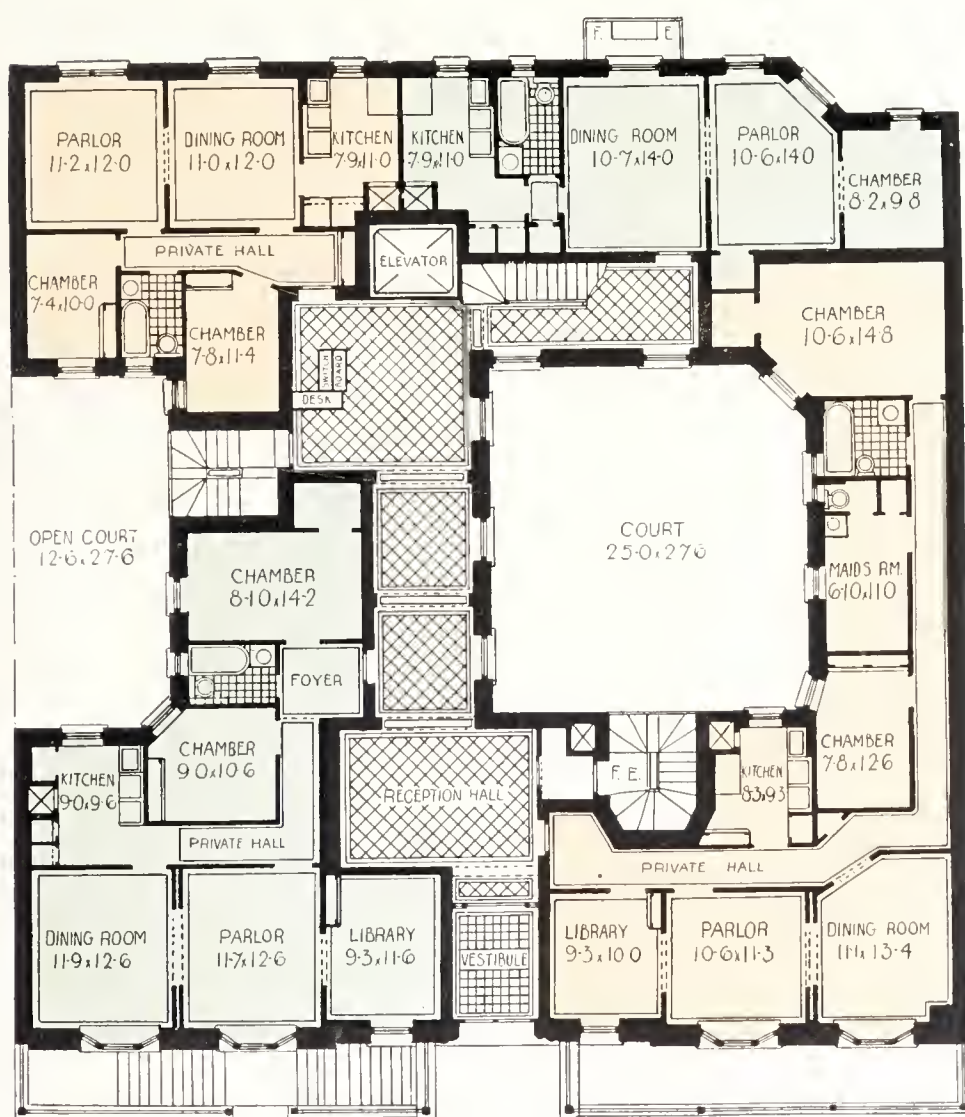 F. E.
PARLOR
11-2x12-0
DINING ROOM
11-0x12-0
KITCHEN
7-9x11-0
KITCHEN
7-9x11-0
DINING ROOM
10-7x14-0
PARLOR
10-6x14-0
CHAMBER
8-2x9-8
PRIVATE HALL
ELEVATOR
CHAMBER
7-4x10-0
CHAMBER
7-8x11-4
CHAMBER
10-6x14-8
SWITCH
BOARD
DESK
OPEN COURT
12-6x27-6
COURT
25-0x27-6
CHAMBER
8-10x14-2
MAIDS RM.
6-10x11-0
FOYER
CHAMBER
9-0x10-6
CHAMBER
7-8x12-6
KITCHEN
9-0x9-6
F. E.
KITCHEN
8-3x9-3
RECEPTION HALL
PRIVATE HALL
PRIVATE HALL
DINING ROOM
11-9x12-6
PARLOR
11-7x12-6
LIBRARY
9-3x11-6
VESTIBULE
LIBRARY
9-3x10-0
PARLOR
10-6x11-3
DINING ROOM
11-1x13-4